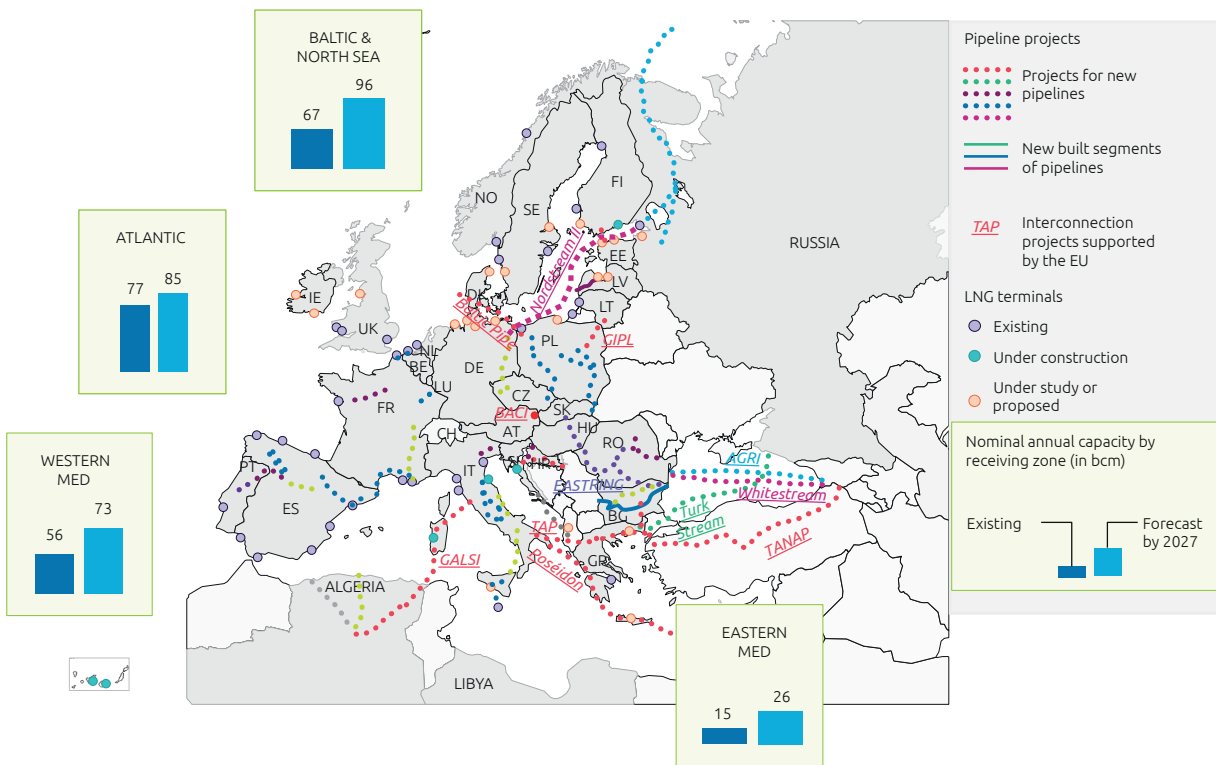 BALTIC &
NORTH SEA
67
96
ATLANTIC
77
85
WESTERN
MED
56
73
EASTERN
MED
15
26
NO
SE
FI
RUSSIA
EE
LV
LT
DK
IE
UK
NL
BE
LU
DE
PL
CZ
SK
FR
CH
AT
HU
RO
SI
HR
IT
PT
ES
BG
GR
ALGERIA
LIBYA
Nordstream II
Baltic Pipe
GIPL
BACI
EASTRING
AGRI
Whitestream
Turk
Stream
TANAP
TAP
Poséidon
GALSI
Pipeline projects
Projects for new
pipelines
New built segments
of pipelines
TAP
Interconnection
projects supported
by the EU
LNG terminals
Existing
Under construction
Under study or
proposed
Nominal annual capacity by
receiving zone (in bcm)
Existing
Forecast
by 2027